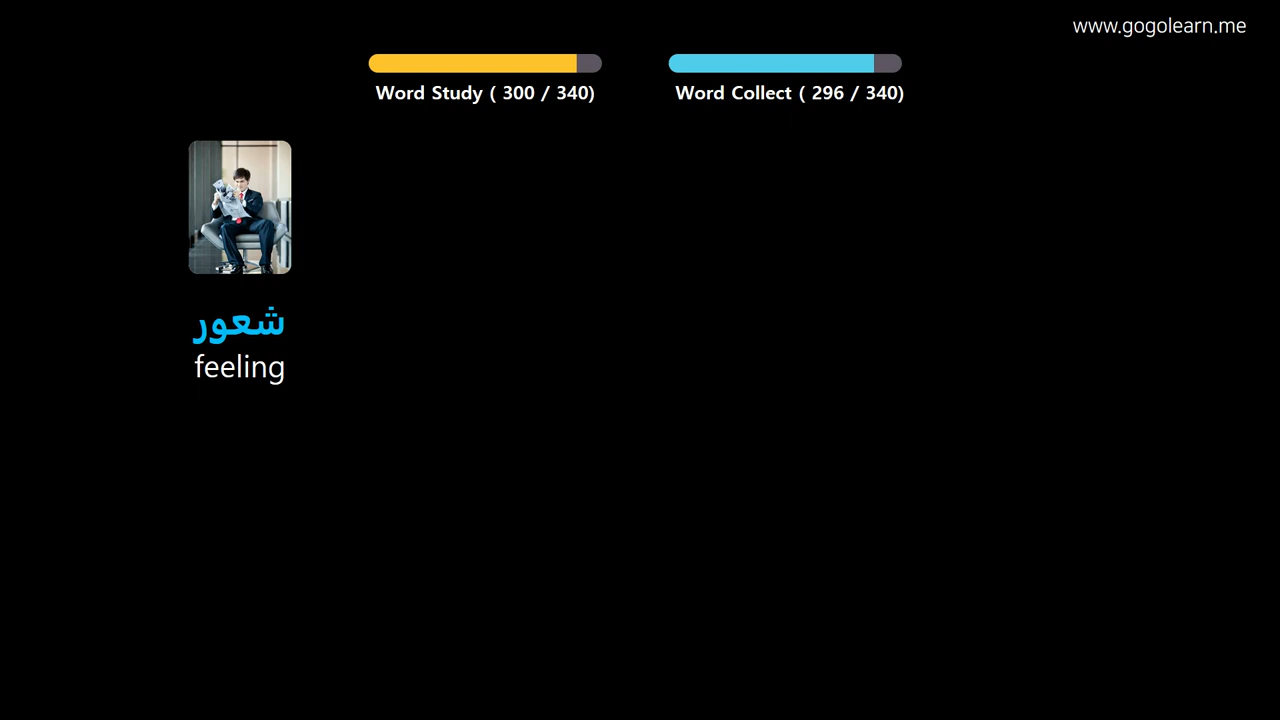 www.gogolearn.me
Word Study ( 300 / 340)
Word Collect ( 296 / 340)
شعور
feeling